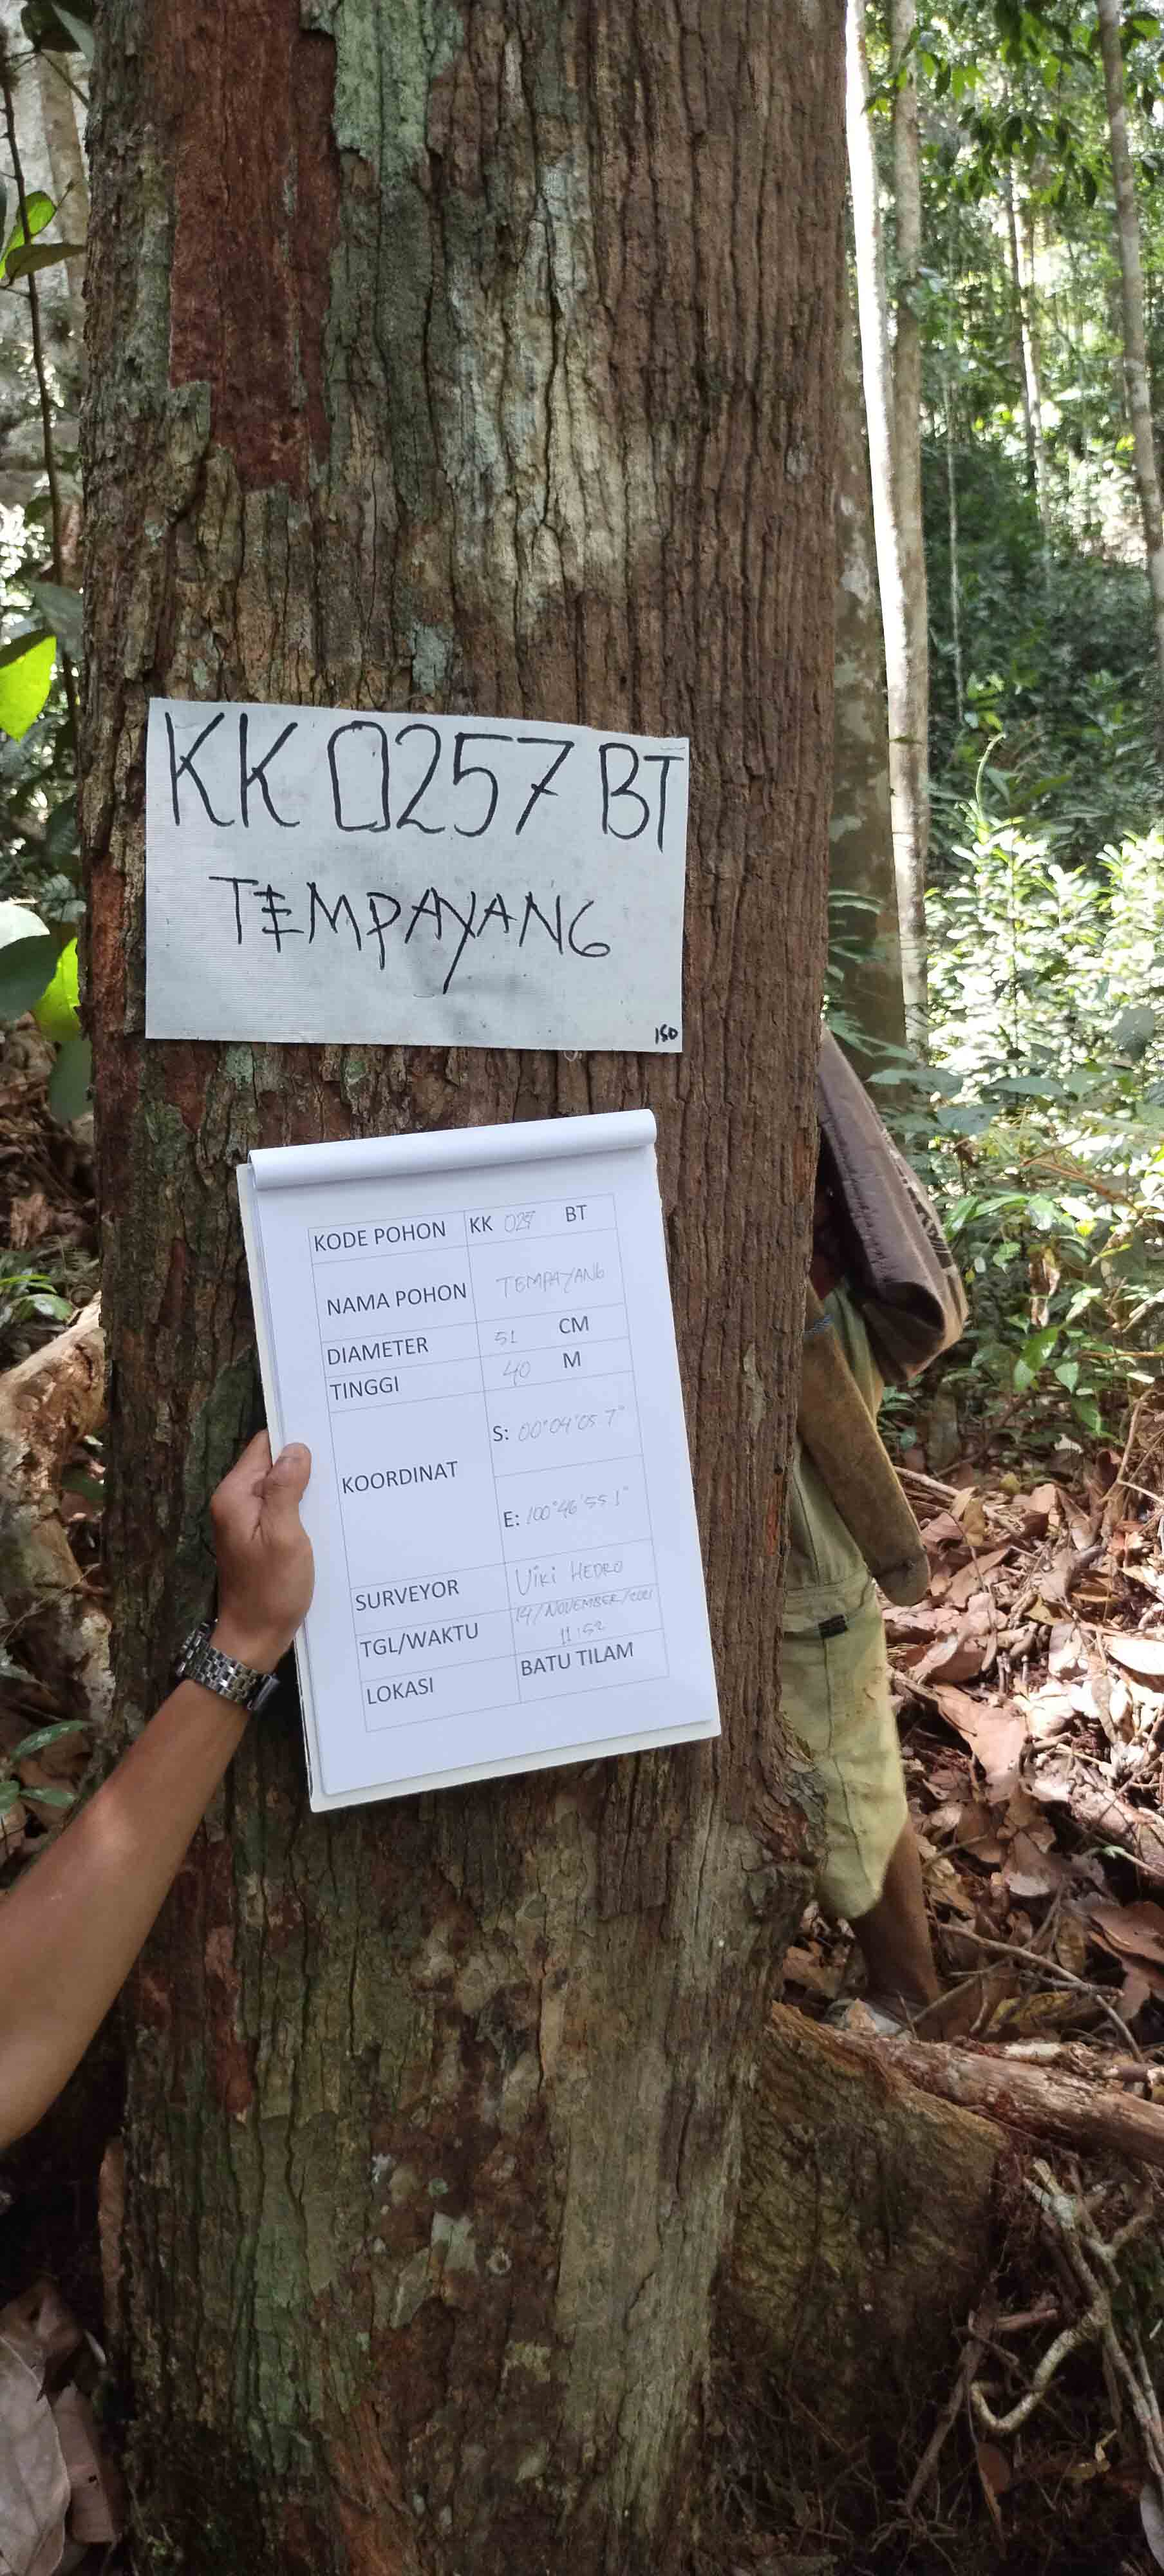 KK 0257 BT
TEMPAYANG
150
KODE POHON KK BT
NAMA POHON TEMPAYANG
DIAMETER 51 CM
TINGGI 40 M
KOORDINAT
S: 00°04'05.7"
E: 100°46'55.1"
SURVEYOR Viki HEDRO
TGL/WAKTU 14/NOVEMBER/2021
11:52
LOKASI BATU TILAM